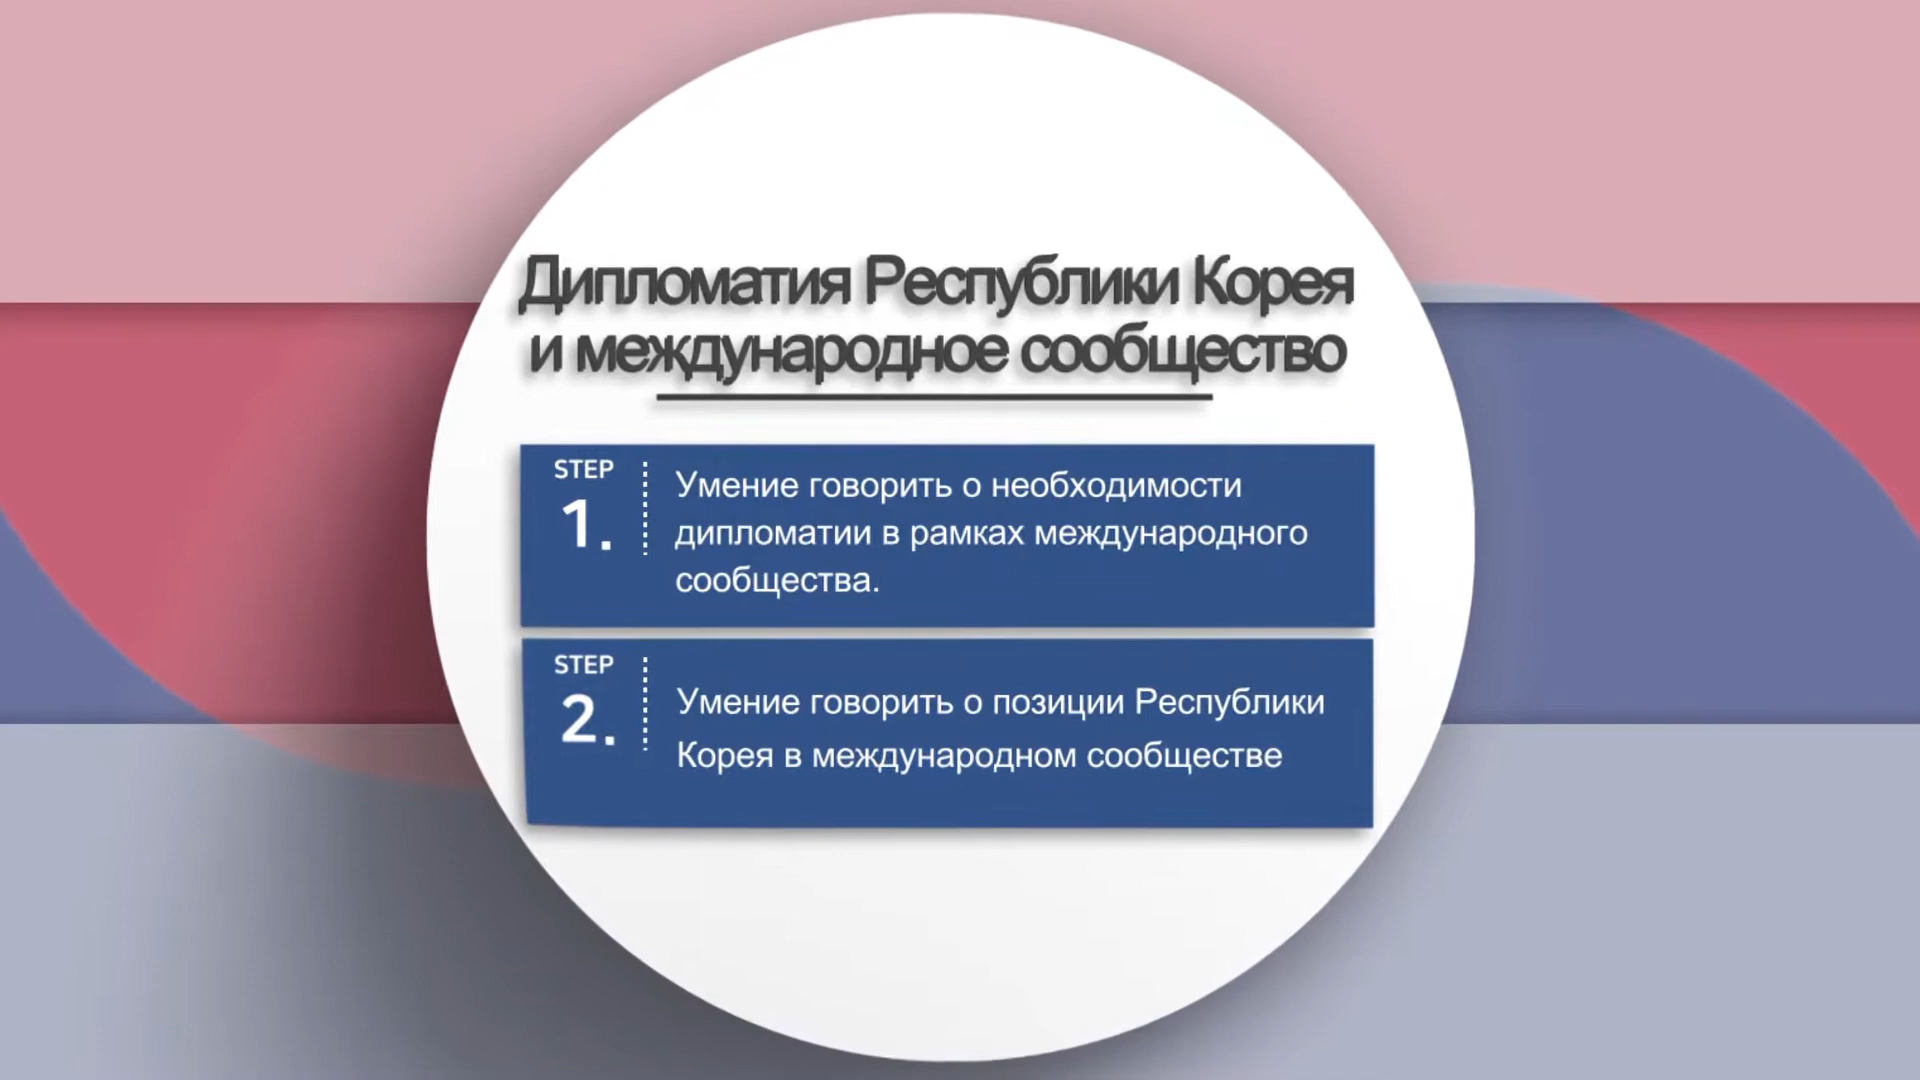 Дипломатия Республики Корея
и международное сообщество
STEP
1.
Умение говорить о необходимости
дипломатии в рамках международного
сообщества.
STEP
2.
Умение говорить о позиции Республики
Корея в международном сообществе